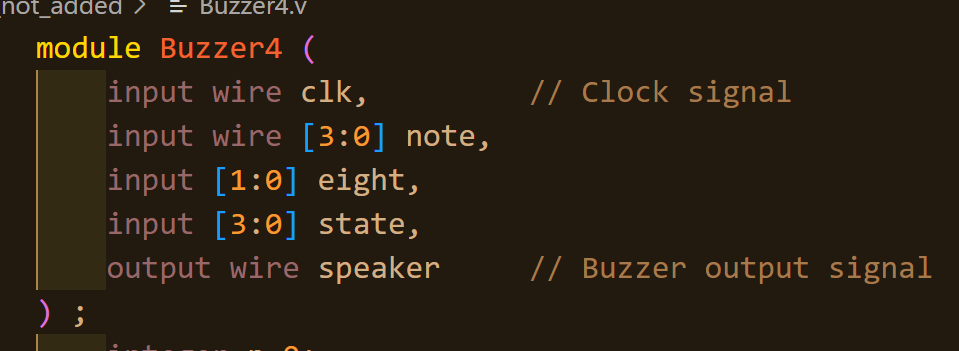 not_added > Buzzer4.v
module Buzzer4 (
input wire clk, // Clock signal
input wire [3:0] note,
input [1:0] eight,
input [3:0] state,
output wire speaker // Buzzer output signal
) ;